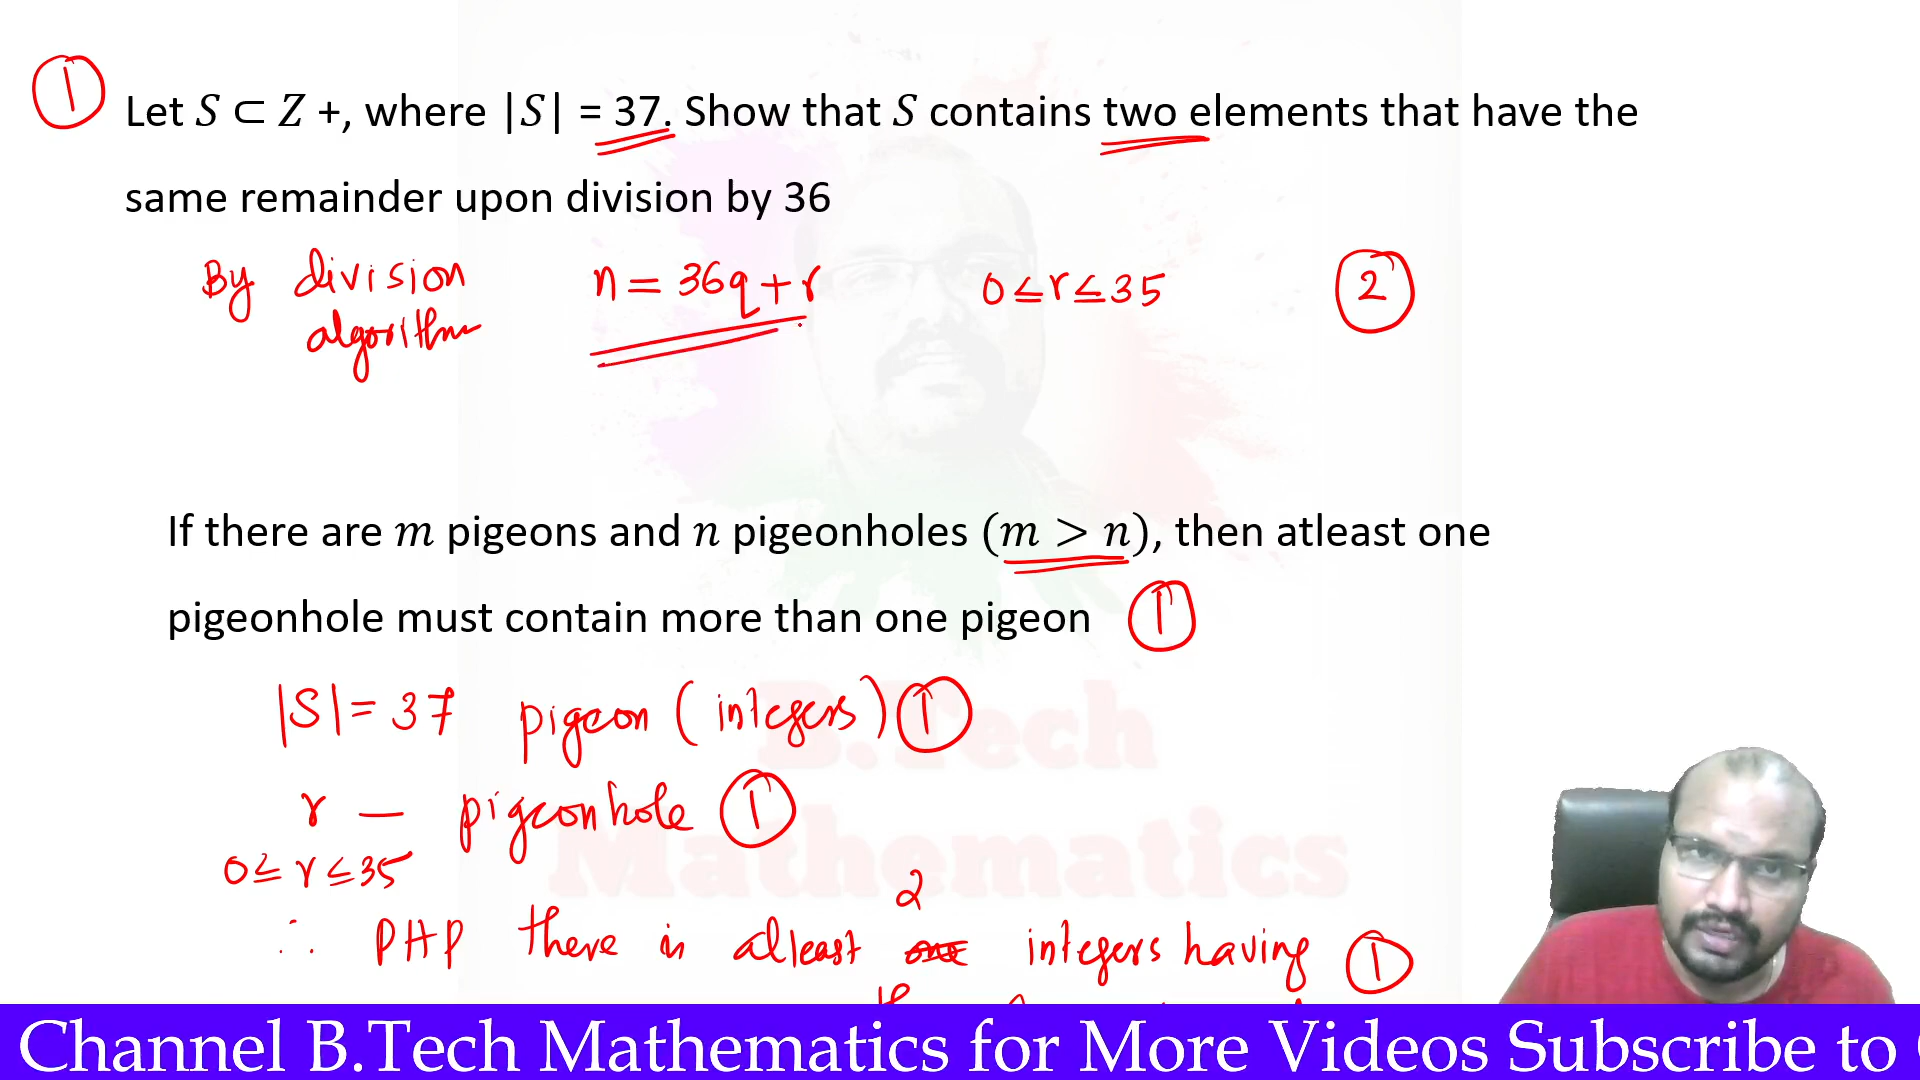 1
Let S ⊂ Z +, where |S| = 37. Show that S contains two elements that have the
same remainder upon division by 36
By division n = 36q + r 0 ≤ r ≤ 35 2
algorithm
If there are m pigeons and n pigeonholes (m > n), then atleast one
pigeonhole must contain more than one pigeon 1
|S| = 37 pigeon (integers) 1
r — pigeonhole 1
0 ≤ r ≤ 35
2
∴ PHP there is atleast one integers having 1
B.Tech
Mathematics
Channel B.Tech Mathematics for More Videos Subscribe to